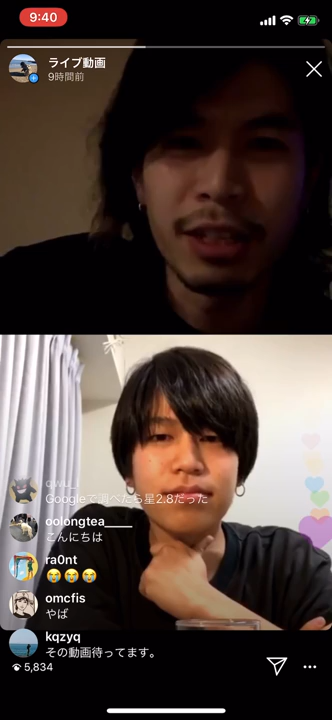 9:40
ライブ動画
9時間前
Googleで調べたら星2.8だった
oolongtea____
こんにちは
ra0nt
😭😭😭
omcfis
やば
kqzyq
その動画待ってます。
5,834